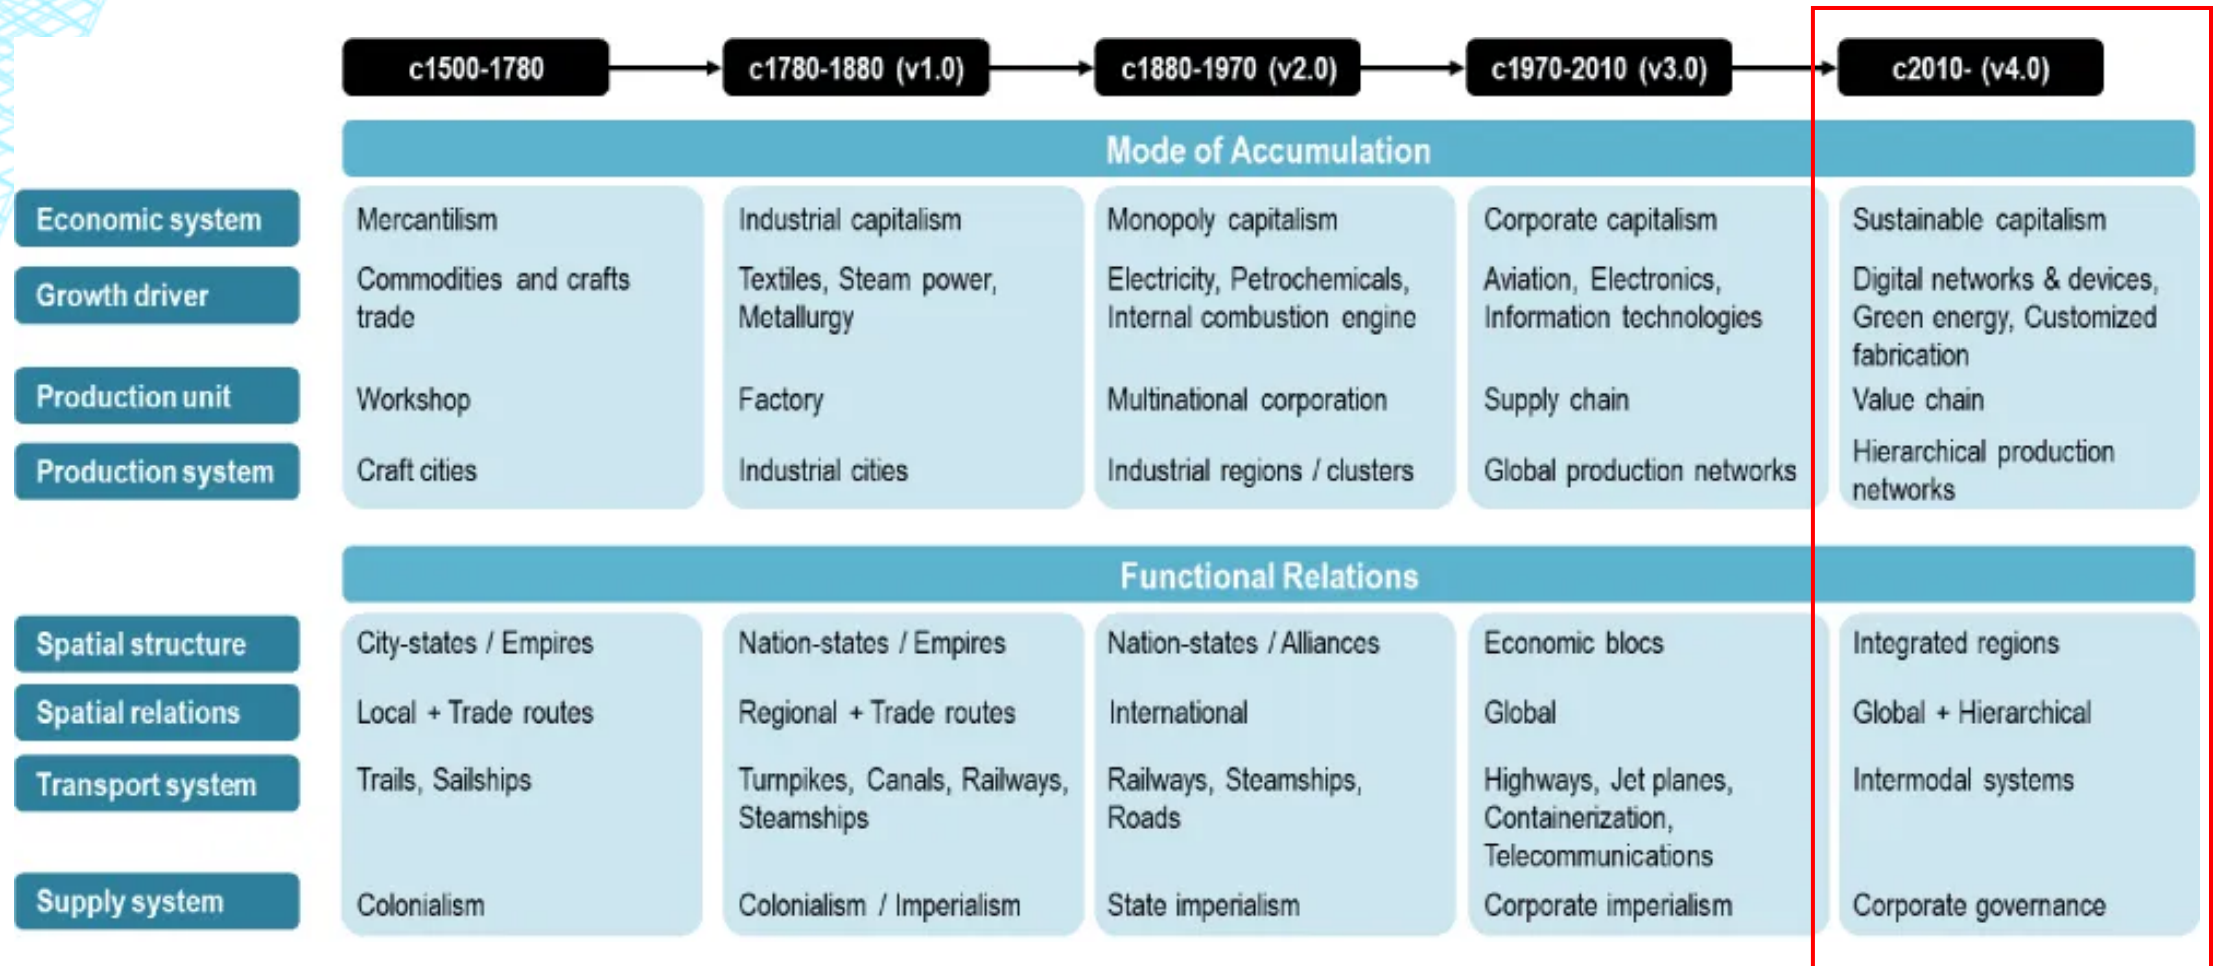 c1500-1780
c1780-1880 (v1.0)
c1880-1970 (v2.0)
c1970-2010 (v3.0)
c2010- (v4.0)
Mode of Accumulation
Economic system
Mercantilism
Industrial capitalism
Monopoly capitalism
Corporate capitalism
Sustainable capitalism
Growth driver
Commodities and crafts
trade
Textiles, Steam power,
Metallurgy
Electricity, Petrochemicals,
Internal combustion engine
Aviation, Electronics,
Information technologies
Digital networks & devices,
Green energy, Customized
fabrication
Production unit
Workshop
Factory
Multinational corporation
Supply chain
Value chain
Production system
Craft cities
Industrial cities
Industrial regions / clusters
Global production networks
Hierarchical production
networks
Functional Relations
Spatial structure
City-states / Empires
Nation-states / Empires
Nation-states / Alliances
Economic blocs
Integrated regions
Spatial relations
Local + Trade routes
Regional + Trade routes
International
Global
Global + Hierarchical
Transport system
Trails, Sailships
Turnpikes, Canals, Railways,
Steamships
Railways, Steamships,
Roads
Highways, Jet planes,
Containerization,
Telecommunications
Intermodal systems
Supply system
Colonialism
Colonialism / Imperialism
State imperialism
Corporate imperialism
Corporate governance